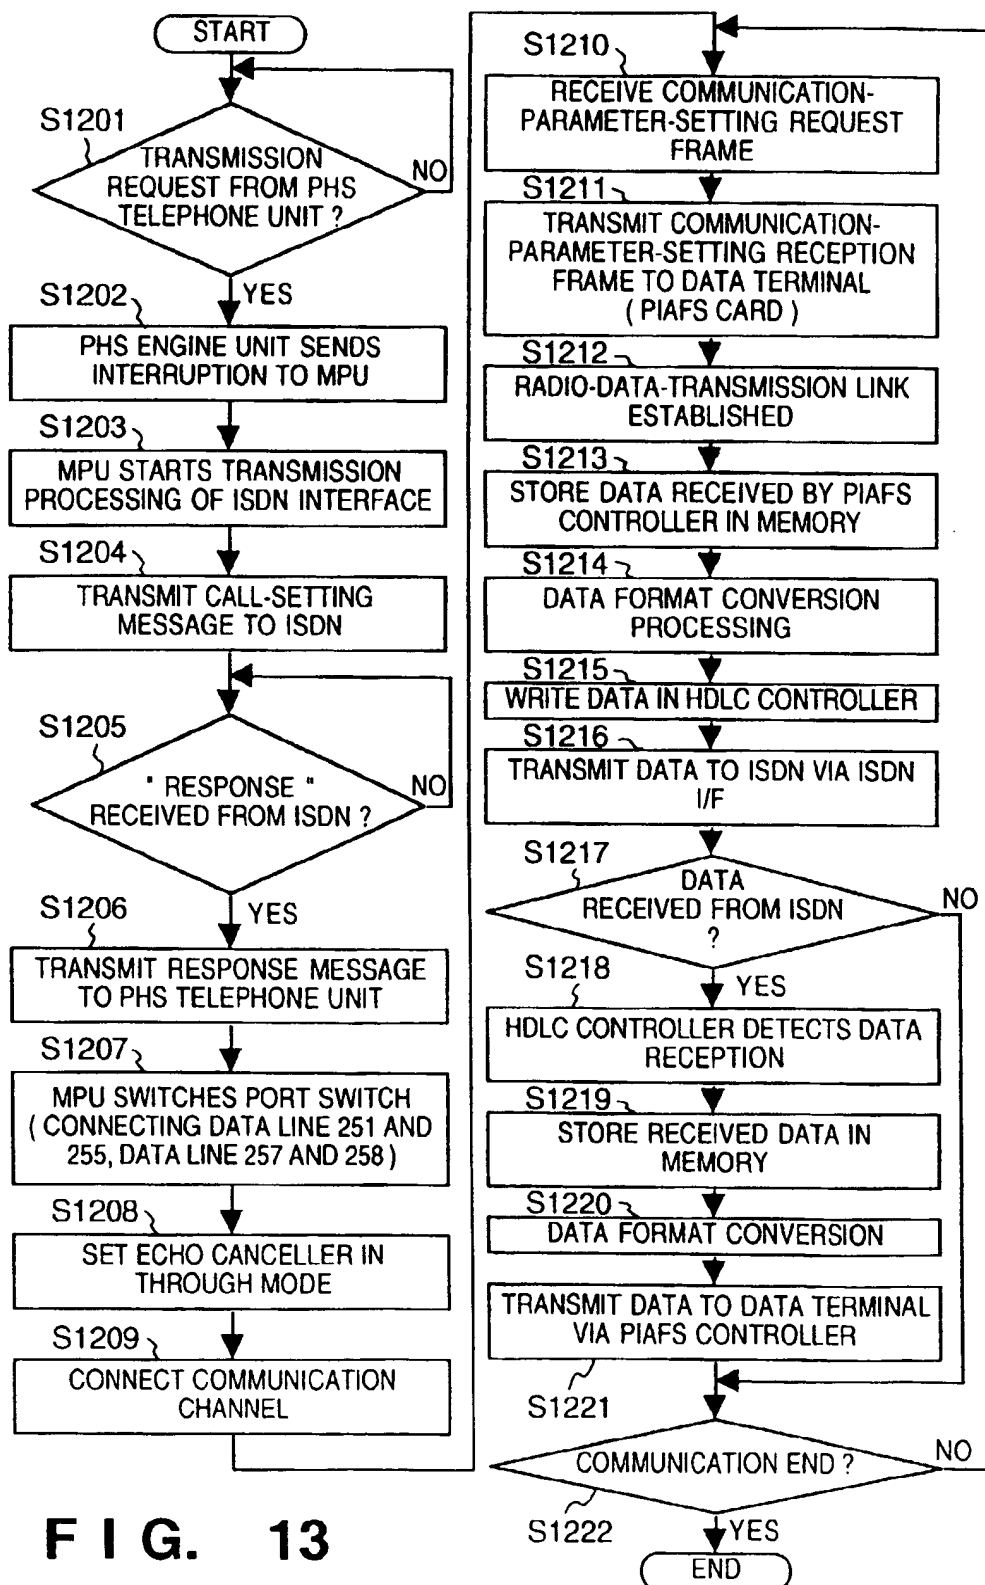 START
S1201
TRANSMISSION
REQUEST FROM PHS
TELEPHONE UNIT ?
NO
YES
S1202
PHS ENGINE UNIT SENDS
INTERRUPTION TO MPU
S1203
MPU STARTS TRANSMISSION
PROCESSING OF ISDN INTERFACE
S1204
TRANSMIT CALL-SETTING
MESSAGE TO ISDN
S1205
" RESPONSE "
RECEIVED FROM ISDN ?
NO
YES
S1206
TRANSMIT RESPONSE MESSAGE
TO PHS TELEPHONE UNIT
S1207
MPU SWITCHES PORT SWITCH
( CONNECTING DATA LINE 251 AND
255, DATA LINE 257 AND 258 )
S1208
SET ECHO CANCELLER IN
THROUGH MODE
S1209
CONNECT COMMUNICATION
CHANNEL
S1210
RECEIVE COMMUNICATION-
PARAMETER-SETTING REQUEST
FRAME
S1211
TRANSMIT COMMUNICATION-
PARAMETER-SETTING RECEPTION
FRAME TO DATA TERMINAL
( PIAFS CARD )
S1212
RADIO-DATA-TRANSMISSION LINK
ESTABLISHED
S1213
STORE DATA RECEIVED BY PIAFS
CONTROLLER IN MEMORY
S1214
DATA FORMAT CONVERSION
PROCESSING
S1215
WRITE DATA IN HDLC CONTROLLER
S1216
TRANSMIT DATA TO ISDN VIA ISDN
I/F
S1217
DATA
RECEIVED FROM ISDN
?
NO
YES
S1218
HDLC CONTROLLER DETECTS DATA
RECEPTION
S1219
STORE RECEIVED DATA IN
MEMORY
S1220
DATA FORMAT CONVERSION
TRANSMIT DATA TO DATA TERMINAL
VIA PIAFS CONTROLLER
S1221
COMMUNICATION END ?
NO
S1222
YES
END
FIG. 13